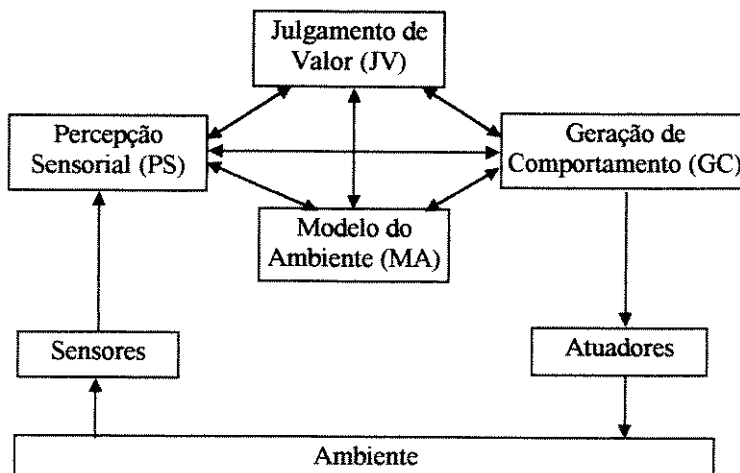 Julgamento de
Valor (JV)
Percepção
Sensorial (PS)
Geração de
Comportamento (GC)
Modelo do
Ambiente (MA)
Sensores
Atuadores
Ambiente